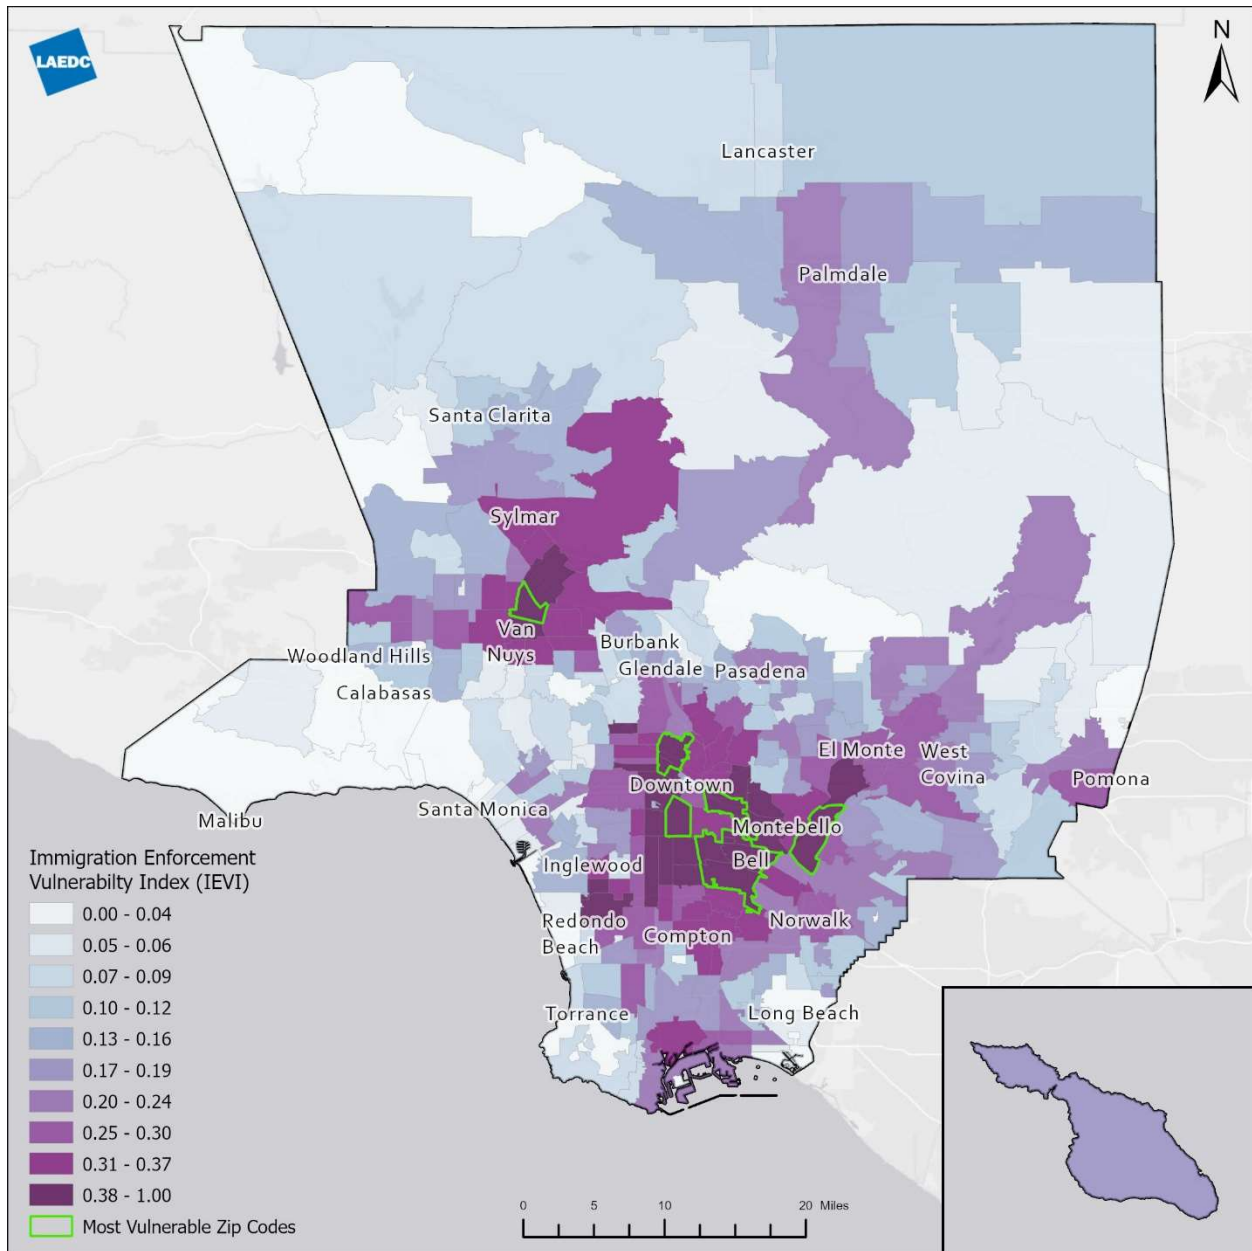 LAEDC
N
Lancaster
Palmdale
Santa Clarita
Sylmar
Van
Nuys
Burbank
Glendale
Pasadena
Woodland Hills
Calabasas
El Monte
West
Covina
Pomona
Downtown
Santa Monica
Malibu
Montebello
Bell
Inglewood
Redondo
Beach
Compton
Norwalk
Torrance
Long Beach
Immigration Enforcement
Vulnerabilty Index (IEVI)
0.00 - 0.04
0.05 - 0.06
0.07 - 0.09
0.10 - 0.12
0.13 - 0.16
0.17 - 0.19
0.20 - 0.24
0.25 - 0.30
0.31 - 0.37
0.38 - 1.00
Most Vulnerable Zip Codes
0 5 10 20 Miles